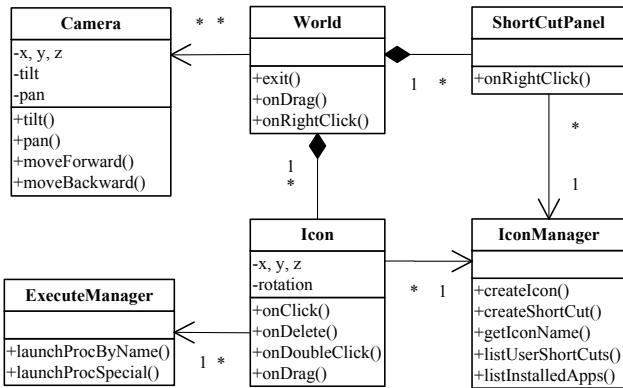 Camera
-x, y, z
-tilt
-pan
+tilt()
+pan()
+moveForward()
+moveBackward()
* *
World
+exit()
+onDrag()
+onRightClick()
1 *
ShortCutPanel
+onRightClick()
1
*
*
1
Icon
-x, y, z
-rotation
+onClick()
+onDelete()
+onDoubleClick()
+onDrag()
* 1
IconManager
+createIcon()
+createShortCut()
+getIconName()
+listUserShortCuts()
+listInstalledApps()
ExecuteManager
+launchProcByName()
+launchProcSpecial()
1 *